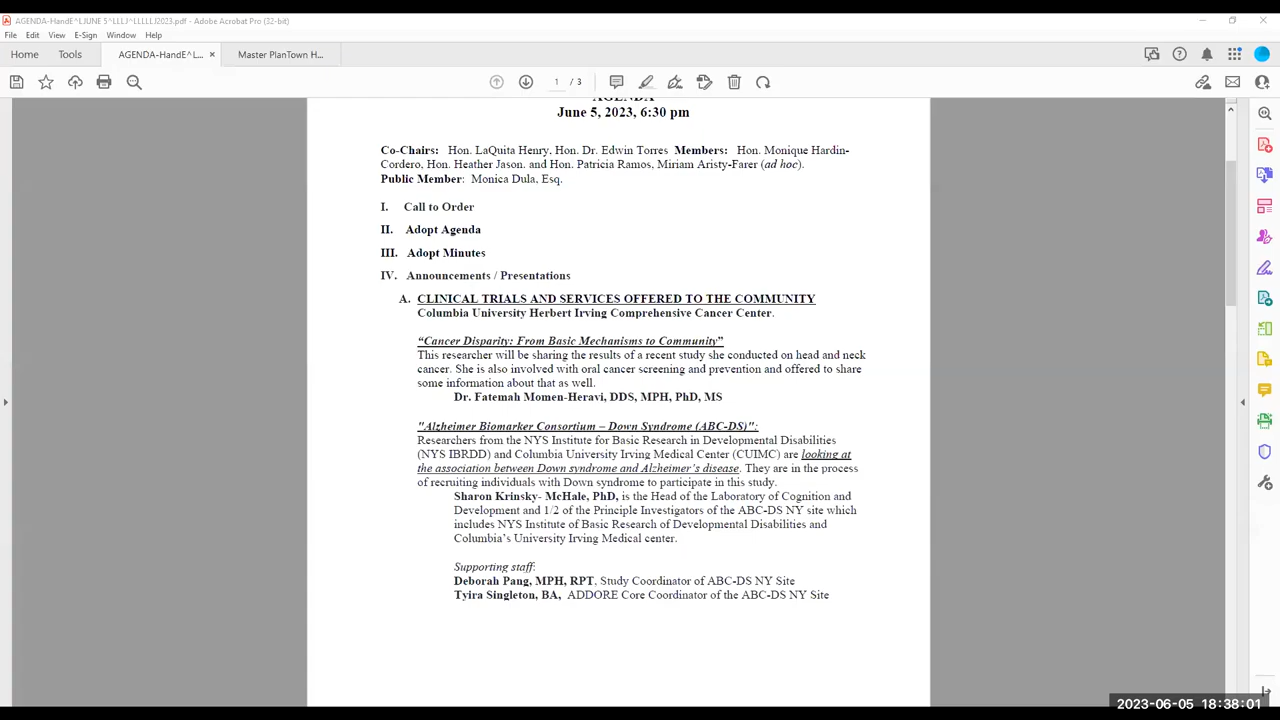 AGENDA-HandE^LJUNE 5^LLLJ^LLLLLJ2023.pdf - Adobe Acrobat Pro (32-bit)
File Edit View E-Sign Window Help
Home Tools AGENDA-HandE^L... × Master PlanTown H...
1 / 3
AGENDA
June 5, 2023, 6:30 pm
Co-Chairs: Hon. LaQuita Henry, Hon. Dr. Edwin Torres Members: Hon. Monique Hardin-
Cordero, Hon. Heather Jason. and Hon. Patricia Ramos, Miriam Aristy-Farer (ad hoc).
Public Member: Monica Dula, Esq.
I. Call to Order
II. Adopt Agenda
III. Adopt Minutes
IV. Announcements / Presentations
A. CLINICAL TRIALS AND SERVICES OFFERED TO THE COMMUNITY
Columbia University Herbert Irving Comprehensive Cancer Center.
“Cancer Disparity: From Basic Mechanisms to Community”
This researcher will be sharing the results of a recent study she conducted on head and neck
cancer. She is also involved with oral cancer screening and prevention and offered to share
some information about that as well.
Dr. Fatemah Momen-Heravi, DDS, MPH, PhD, MS
"Alzheimer Biomarker Consortium – Down Syndrome (ABC-DS)":
Researchers from the NYS Institute for Basic Research in Developmental Disabilities
(NYS IBRDD) and Columbia University Irving Medical Center (CUIMC) are looking at
the association between Down syndrome and Alzheimer’s disease. They are in the process
of recruiting individuals with Down syndrome to participate in this study.
Sharon Krinsky- McHale, PhD, is the Head of the Laboratory of Cognition and
Development and 1/2 of the Principle Investigators of the ABC-DS NY site which
includes NYS Institute of Basic Research of Developmental Disabilities and
Columbia’s University Irving Medical center.
Supporting staff:
Deborah Pang, MPH, RPT, Study Coordinator of ABC-DS NY Site
Tyira Singleton, BA, ADDORE Core Coordinator of the ABC-DS NY Site
2023-06-05 18:38:01